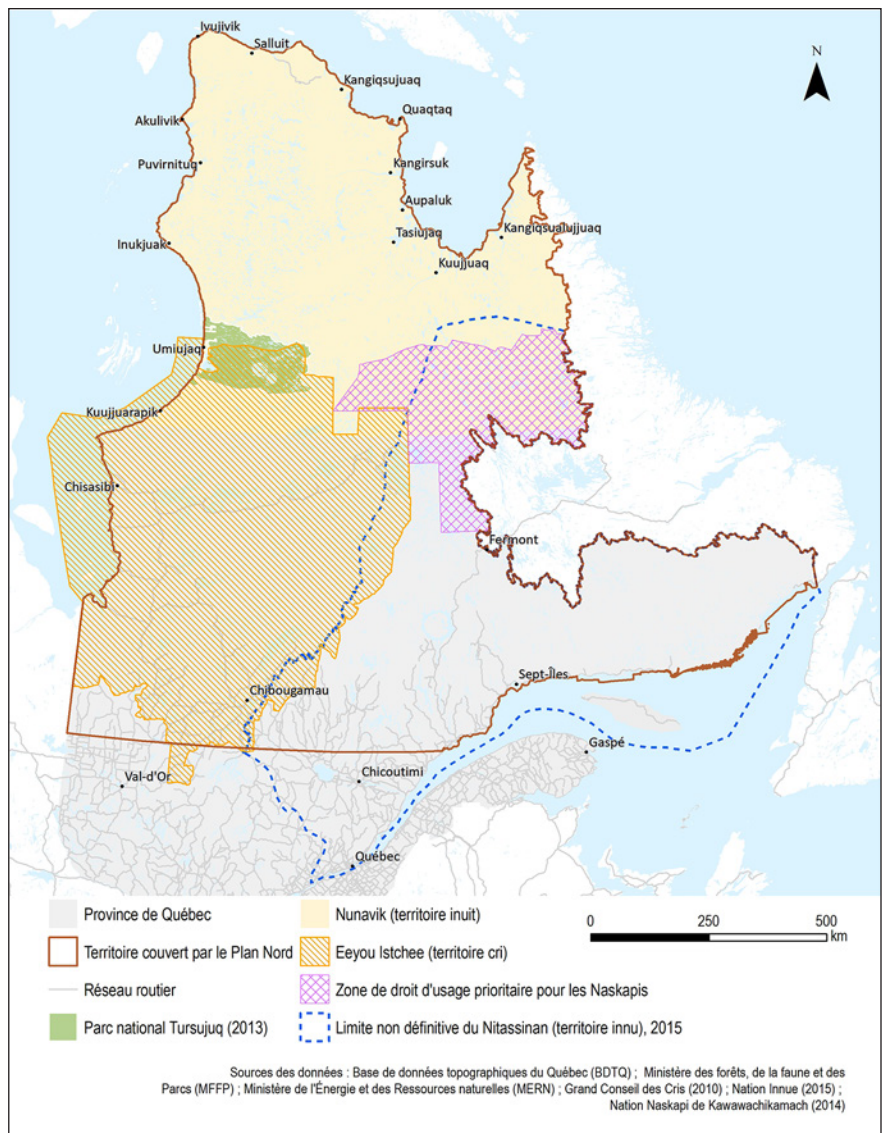 Ivujivik
Salluit
N
Kangiqsujuaq
Quaqtaq
Akulivik
Puvirnituq
Kangirsuk
Aupaluk
Tasiujaq
Kangiqsualujjuaq
Inukjuak
Kuujjuaq
Umiujaq
Kuujjuarapik
Chisasibi
Fermont
Sept-Îles
Chibougamau
Gaspé
Val-d'Or
Chicoutimi
Québec
Province de Québec
Nunavik (territoire inuit)
0 250 500
km
Territoire couvert par le Plan Nord
Eeyou Istchee (territoire cri)
Réseau routier
Zone de droit d'usage prioritaire pour les Naskapis
Parc national Tursujuq (2013)
Limite non définitive du Nitassinan (territoire innu), 2015
Sources des données : Base de données topographiques du Québec (BDTQ) ; Ministère des forêts, de la faune et des
Parcs (MFFP) ; Ministère de l'Énergie et des Ressources naturelles (MERN) ; Grand Conseil des Cris (2010) ; Nation Innue (2015) ;
Nation Naskapi de Kawawachikamach (2014)